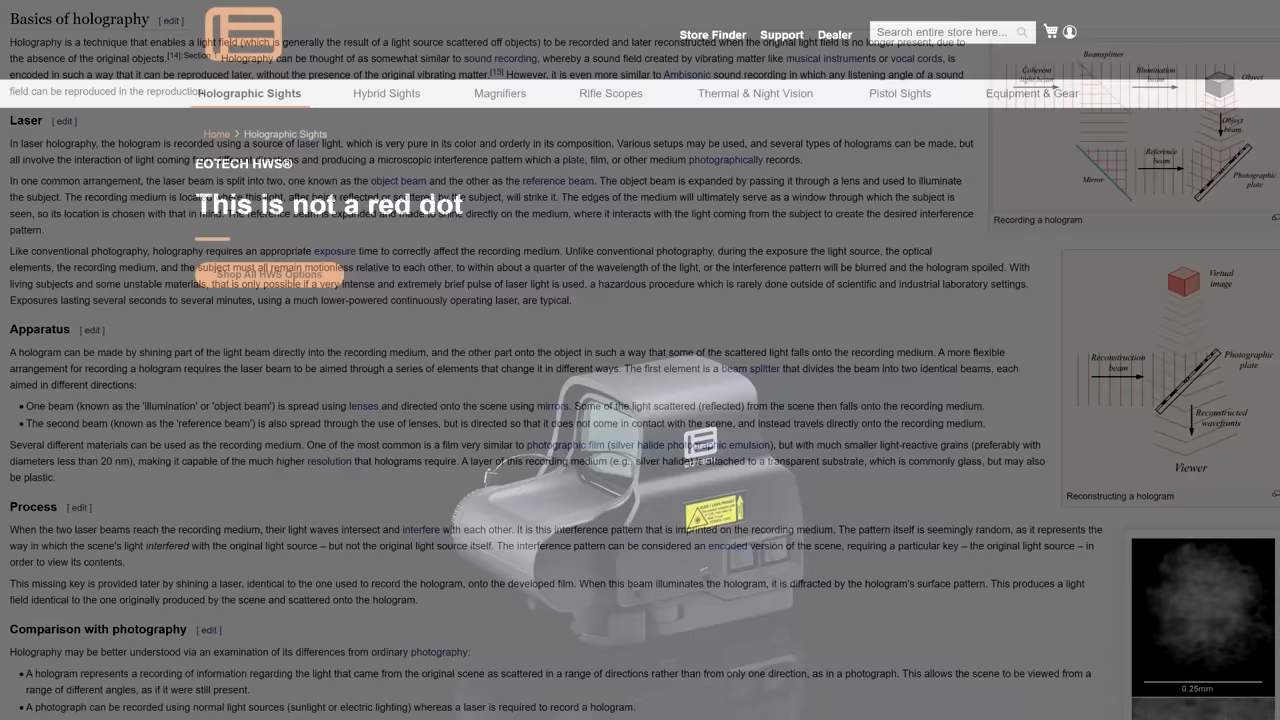 Basics of holography [ edit ]
Store Finder Support Dealer Search entire store here...
Holography is a technique that enables a light field (which is generally the result of a light source scattered off objects) to be recorded and later reconstructed when the original light field is no longer present, due to
the absence of the original objects.[14]: Section Holography can be thought of as somewhat similar to sound recording, whereby a sound field created by vibrating matter like musical instruments or vocal cords, is
encoded in such a way that it can be reproduced later, without the presence of the original vibrating matter.[15] However, it is even more similar to Ambisonic sound recording in which any listening angle of a sound
field can be reproduced in the reproduction.
Holographic Sights Hybrid Sights Magnifiers Rifle Scopes Thermal & Night Vision Pistol Sights Equipment & Gear
Laser [ edit ]
Home > Holographic Sights
In laser holography, the hologram is recorded using a source of laser light, which is very pure in its color and orderly in its composition. Various setups may be used, and several types of holograms can be made, but
all involve the interaction of light coming from different directions and producing a microscopic interference pattern which a plate, film, or other medium photographically records.
EOTECH HWS®
In one common arrangement, the laser beam is split into two, one known as the object beam and the other as the reference beam. The object beam is expanded by passing it through a lens and used to illuminate
the subject. The recording medium is located where this light, after being reflected or scattered by the subject, will strike it. The edges of the medium will ultimately serve as a window through which the subject is
seen, so its location is chosen with that in mind. The reference beam is expanded and made to shine directly on the medium, where it interacts with the light coming from the subject to create the desired interference
pattern.
This is not a red dot
Like conventional photography, holography requires an appropriate exposure time to correctly affect the recording medium. Unlike conventional photography, during the exposure the light source, the optical
elements, the recording medium, and the subject must all remain motionless relative to each other, to within about a quarter of the wavelength of the light, or the interference pattern will be blurred and the hologram spoiled. With
living subjects and some unstable materials, that is only possible if a very intense and extremely brief pulse of laser light is used, a hazardous procedure which is rarely done outside of scientific and industrial laboratory settings.
Exposures lasting several seconds to several minutes, using a much lower-powered continuously operating laser, are typical.
Shop All HWS Options
Apparatus [ edit ]
A hologram can be made by shining part of the light beam directly into the recording medium, and the other part onto the object in such a way that some of the scattered light falls onto the recording medium. A more flexible
arrangement for recording a hologram requires the laser beam to be aimed through a series of elements that change it in different ways. The first element is a beam splitter that divides the beam into two identical beams, each
aimed in different directions:
• One beam (known as the 'illumination' or 'object beam') is spread using lenses and directed onto the scene using mirrors. Some of the light scattered (reflected) from the scene then falls onto the recording medium.
• The second beam (known as the 'reference beam') is also spread through the use of lenses, but is directed so that it does not come in contact with the scene, and instead travels directly onto the recording medium.
Several different materials can be used as the recording medium. One of the most common is a film very similar to photographic film (silver halide photographic emulsion), but with much smaller light-reactive grains (preferably with
diameters less than 20 nm), making it capable of the much higher resolution that holograms require. A layer of this recording medium (e.g., silver halide) is attached to a transparent substrate, which is commonly glass, but may also
be plastic.
Process [ edit ]
When the two laser beams reach the recording medium, their light waves intersect and interfere with each other. It is this interference pattern that is imprinted on the recording medium. The pattern itself is seemingly random, as it represents the
way in which the scene's light interfered with the original light source – but not the original light source itself. The interference pattern can be considered an encoded version of the scene, requiring a particular key – the original light source – in
order to view its contents.
This missing key is provided later by shining a laser, identical to the one used to record the hologram, onto the developed film. When this beam illuminates the hologram, it is diffracted by the hologram's surface pattern. This produces a light
field identical to the one originally produced by the scene and scattered onto the hologram.
Comparison with photography [ edit ]
Holography may be better understood via an examination of its differences from ordinary photography:
• A hologram represents a recording of information regarding the light that came from the original scene as scattered in a range of directions rather than from only one direction, as in a photograph. This allows the scene to be viewed from a
range of different angles, as if it were still present.
• A photograph can be recorded using normal light sources (sunlight or electric lighting) whereas a laser is required to record a hologram.
Beamsplitter
Coherent light beam
Illumination beam
Object
Object beam
Reference beam
Mirror
Photographic plate
Recording a hologram
Virtual image
Reconstruction beam
Photographic plate
Reconstructed wavefronts
Viewer
Reconstructing a hologram
0.25mm